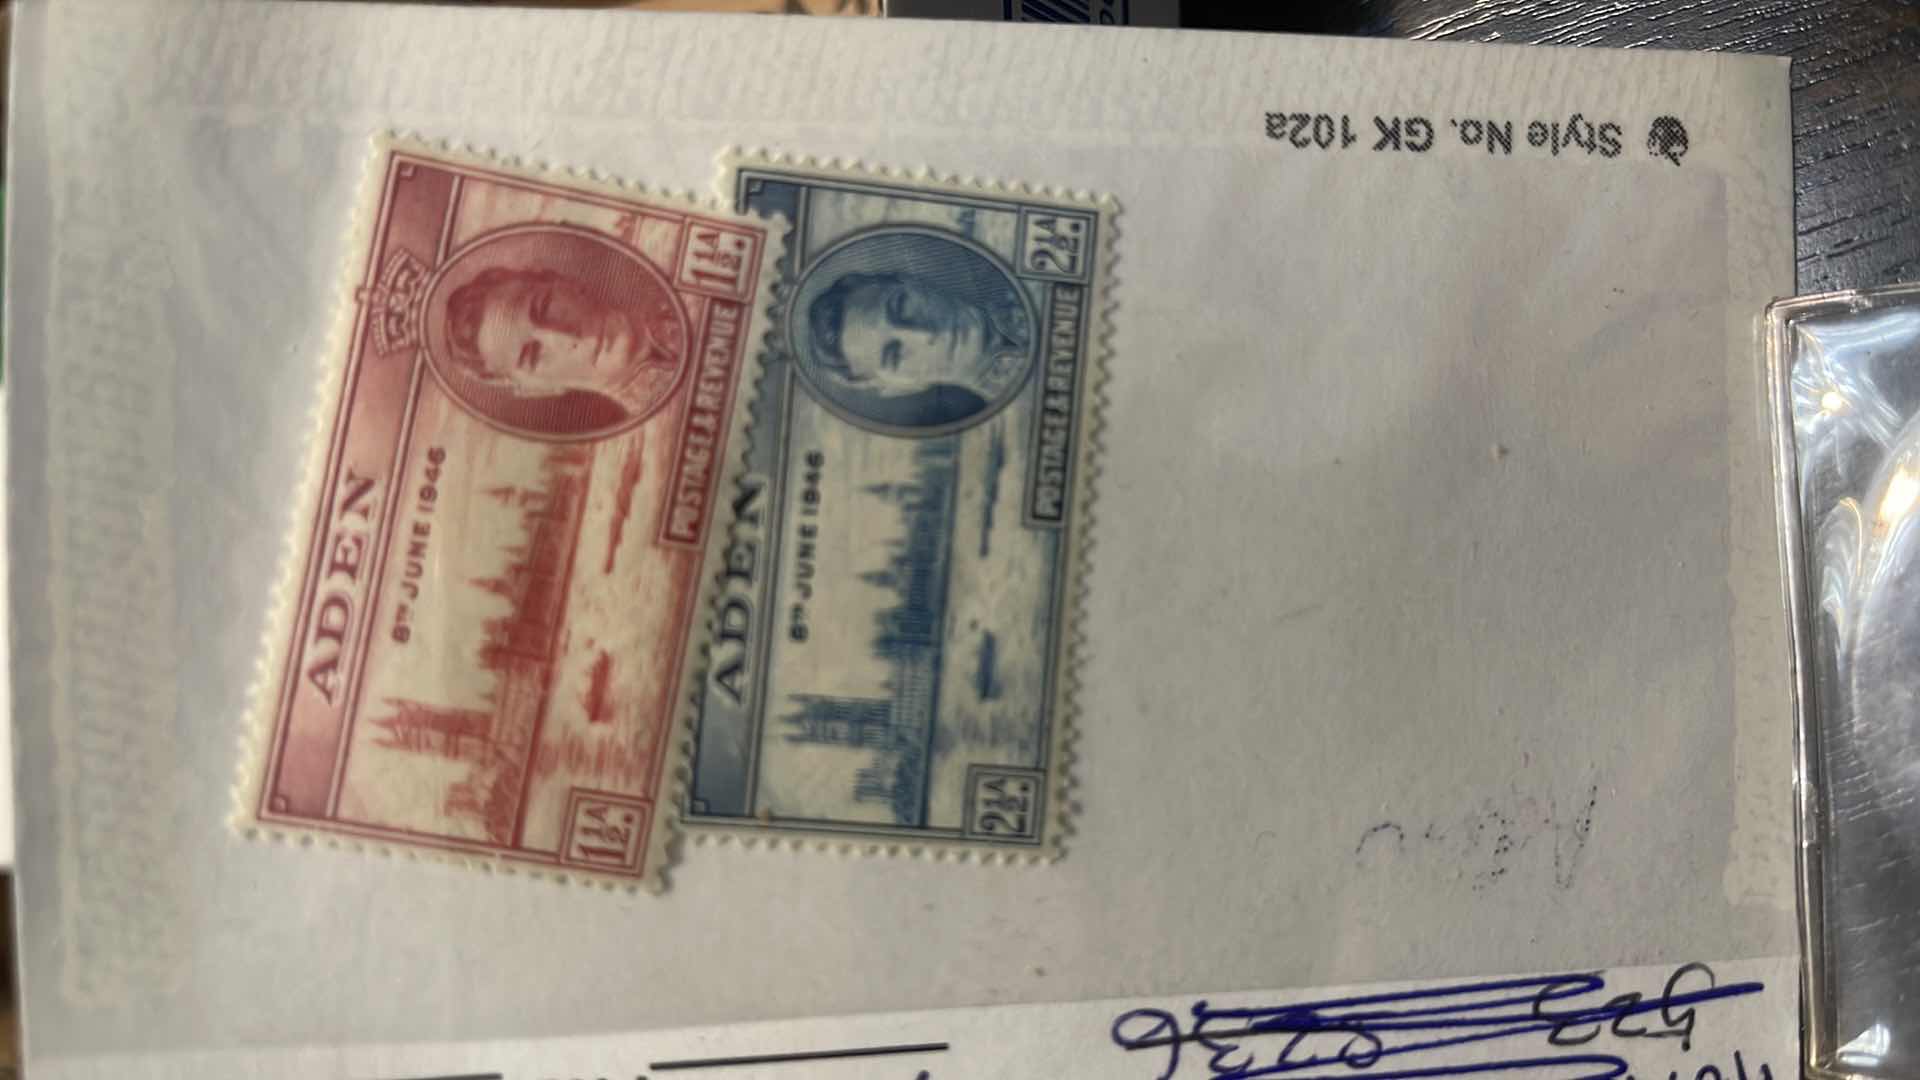 Style No. GK 102a
ADEN
8TH JUNE 1946
1½A.
POSTAGE & REVENUE
1½A.
ADEN
8TH JUNE 1946
2½A.
POSTAGE & REVENUE
2½A.
Aden